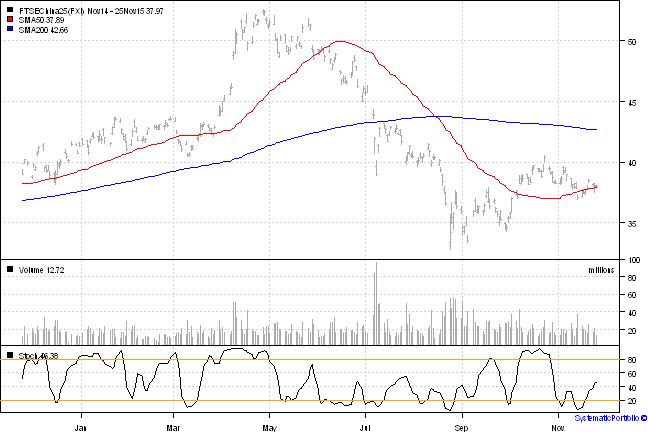 FTSEChina25(FXI) Nov14 - 25Nov15 37.97
SMA50 37.89
SMA200 42.66
50
45
40
35
100
Volume 12.72
millions
80
60
40
20
Stoch 46.38
80
60
40
20
Jan Mar May Jul Sep Nov
SystematicPortfolio ©